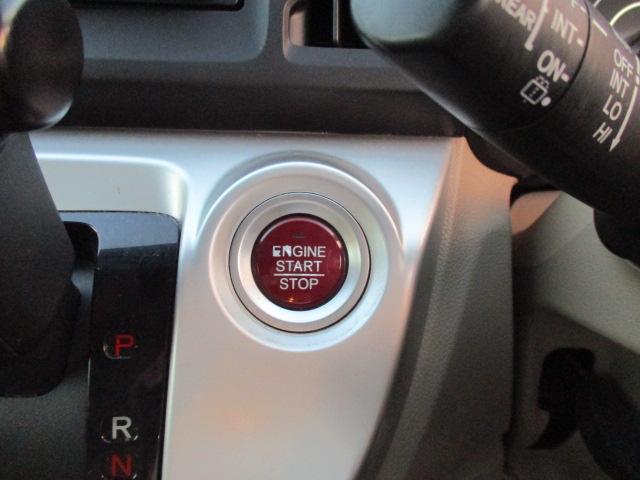 REAR
INT
ON
OFF
INT
LO
HI
ENGINE
START
STOP
P
R
N